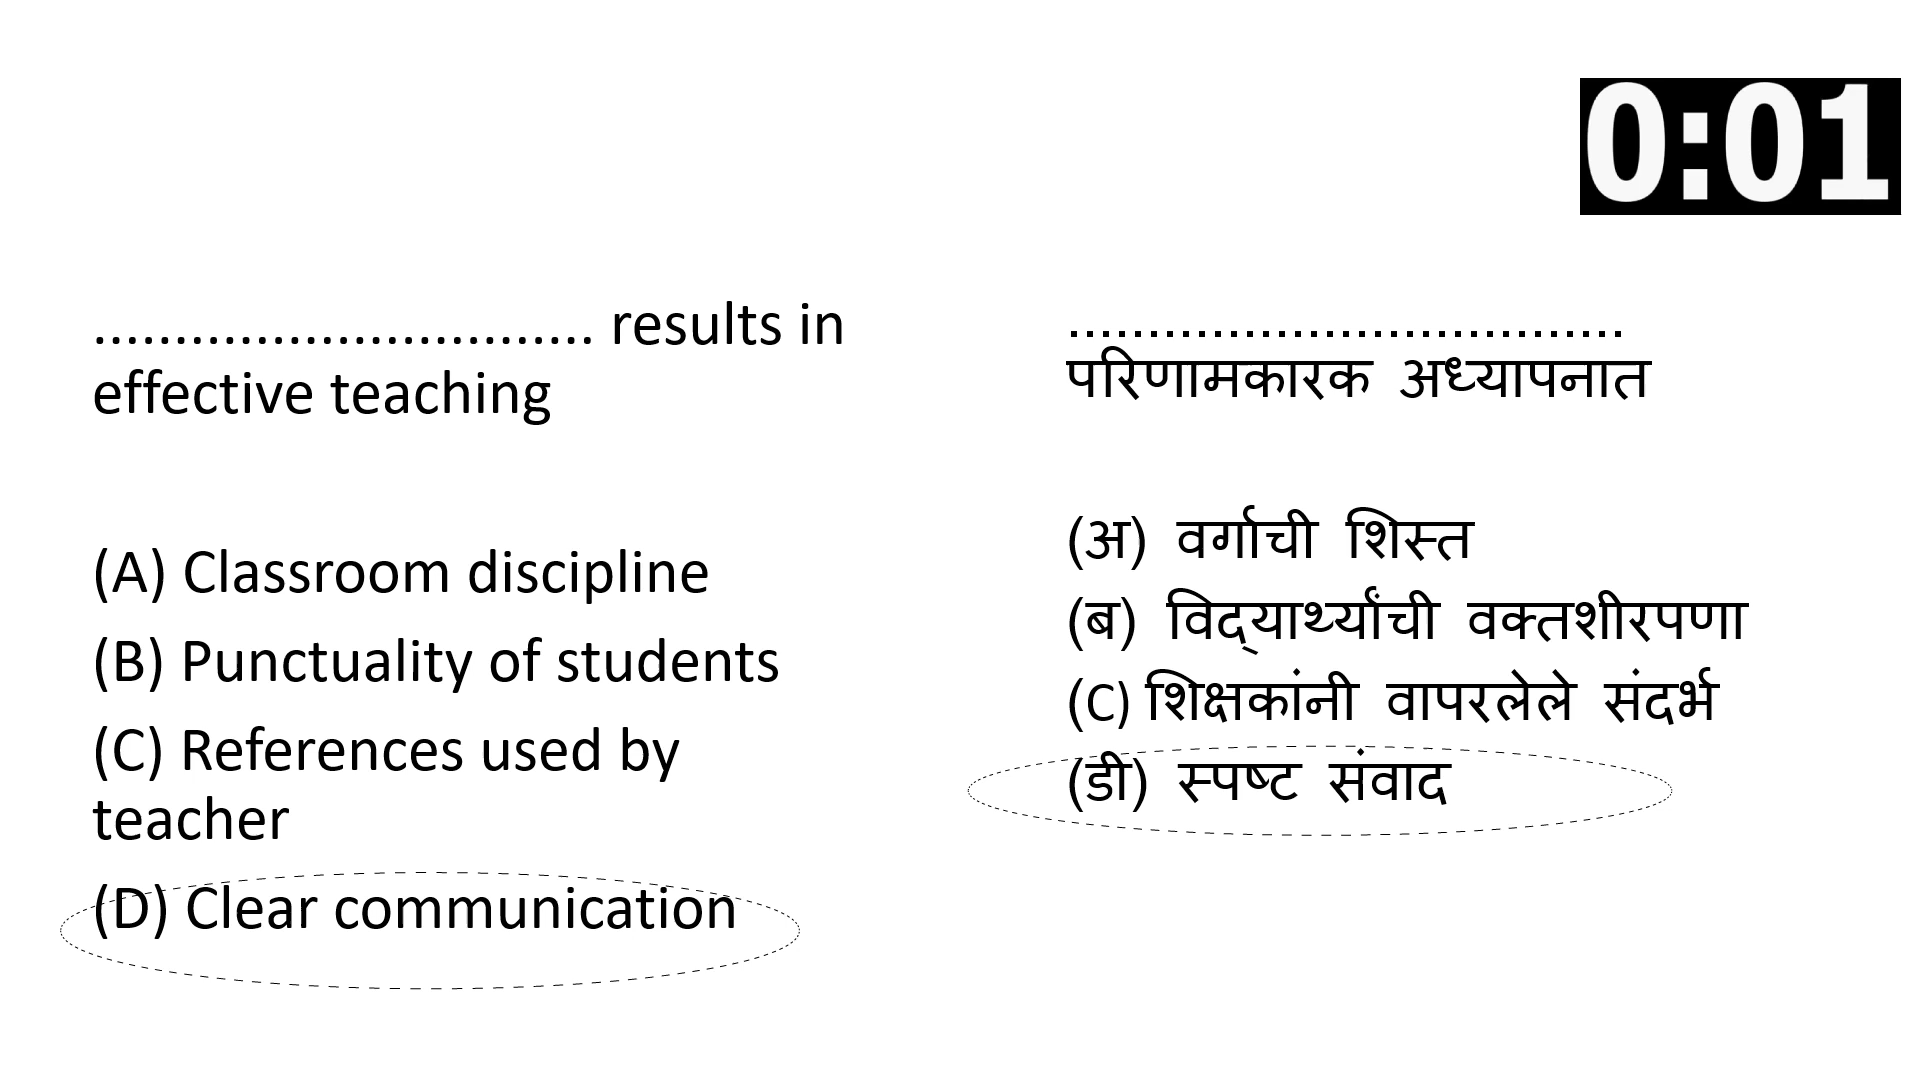 0:01
............................... results in
effective teaching
(A) Classroom discipline
(B) Punctuality of students
(C) References used by
teacher
(D) Clear communication
...................................
परिणामकारक अध्यापनात
(अ) वर्गाची शिस्त
(ब) विद्‌यार्थ्यांची वक्तशीरपणा
(C) शिक्षकांनी वापरलेले संदर्भ
(डी) स्पष्ट संवाद